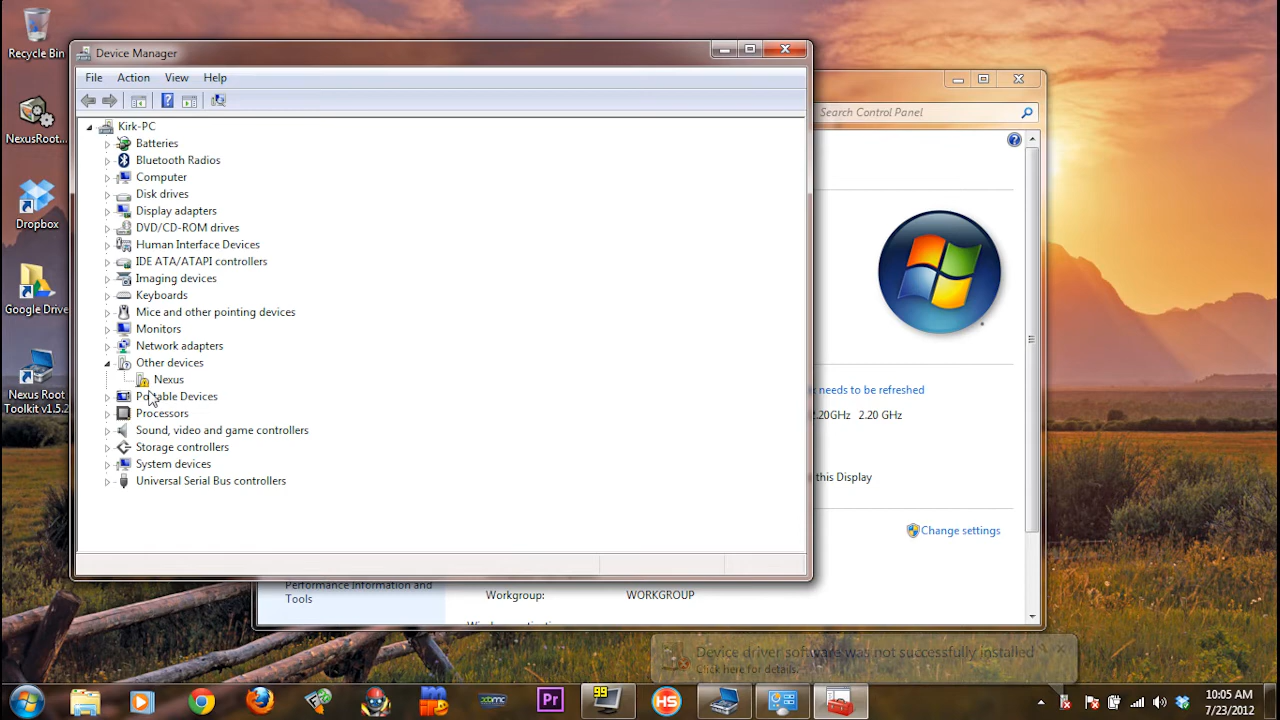 Recycle Bin
NexusRoot...
Dropbox
Google Drive
Nexus Root
Toolkit v1.5.2
Device Manager
File Action View Help
Kirk-PC
Batteries
Bluetooth Radios
Computer
Disk drives
Display adapters
DVD/CD-ROM drives
Human Interface Devices
IDE ATA/ATAPI controllers
Imaging devices
Keyboards
Mice and other pointing devices
Monitors
Network adapters
Other devices
Nexus
Portable Devices
Processors
Sound, video and game controllers
Storage controllers
System devices
Universal Serial Bus controllers
Search Control Panel
needs to be refreshed
2.20GHz 2.20 GHz
this Display
Change settings
Performance Information and
Tools
Workgroup: WORKGROUP
Device driver software was not successfully installed
Click here for details.
99
Pr
HS
10:05 AM
7/23/2012